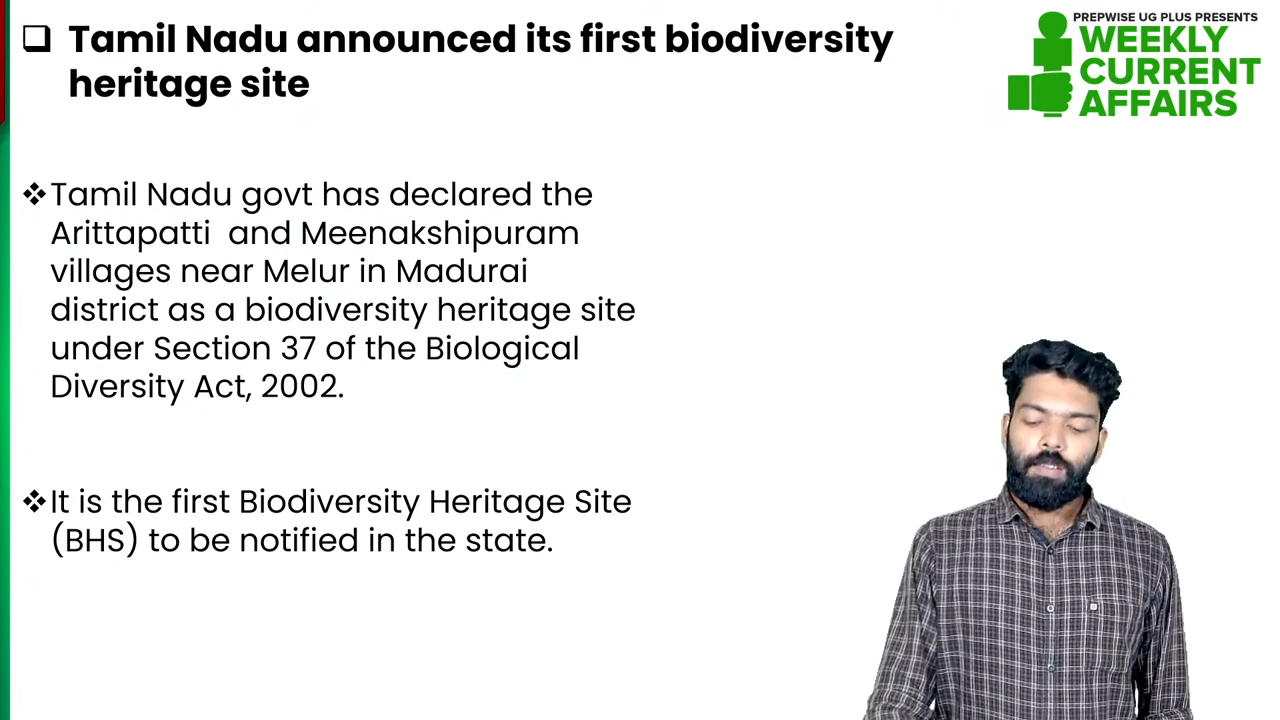 Tamil Nadu announced its first biodiversity
heritage site
PREPWISE UG PLUS PRESENTS
WEEKLY
CURRENT
AFFAIRS
Tamil Nadu govt has declared the
Arittapatti and Meenakshipuram
villages near Melur in Madurai
district as a biodiversity heritage site
under Section 37 of the Biological
Diversity Act, 2002.
It is the first Biodiversity Heritage Site
(BHS) to be notified in the state.